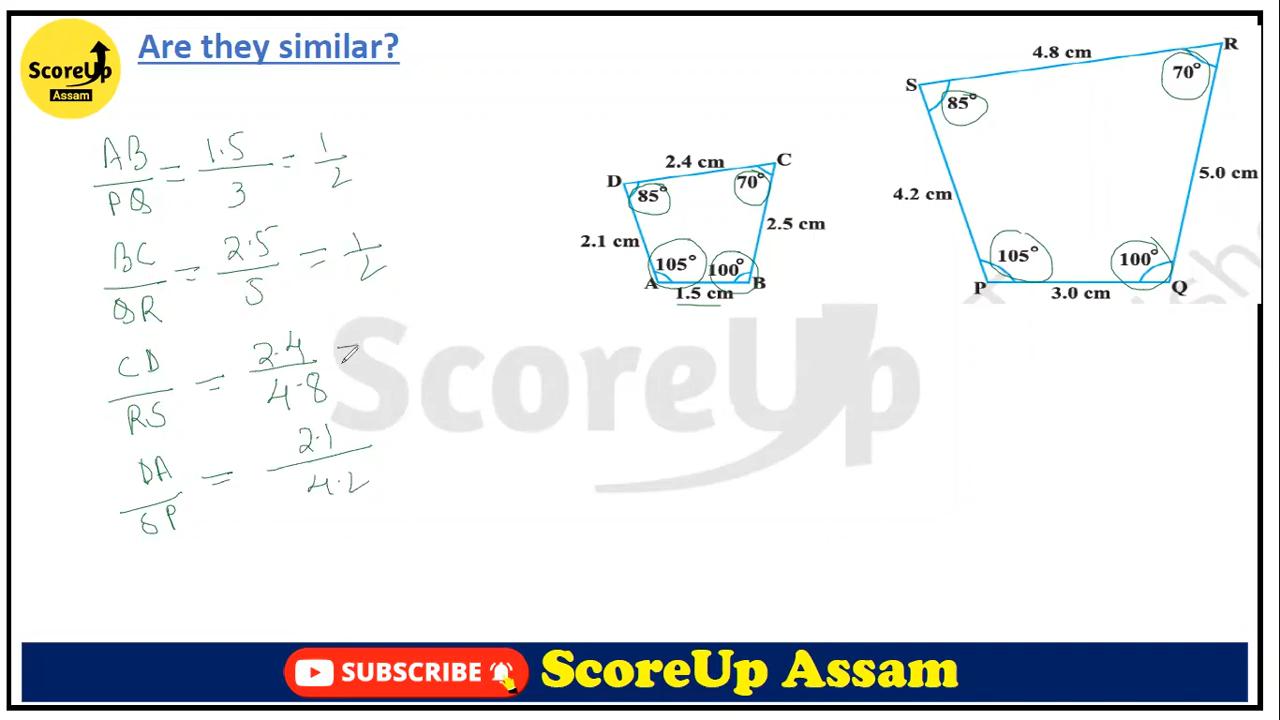 ScoreUp
Assam
Are they similar?
AB/PQ = 1.5/3 = 1/2
BC/QR = 2.5/5 = 1/2
CD/RS = 2.4/4.8 =
DA/SP = 2.1/4.2
D
2.4 cm
C
85°
70°
2.1 cm
2.5 cm
105°
100°
A
1.5 cm
B
S
4.8 cm
R
85°
70°
4.2 cm
5.0 cm
105°
100°
P
3.0 cm
Q
ScoreUp
SUBSCRIBE
ScoreUp Assam